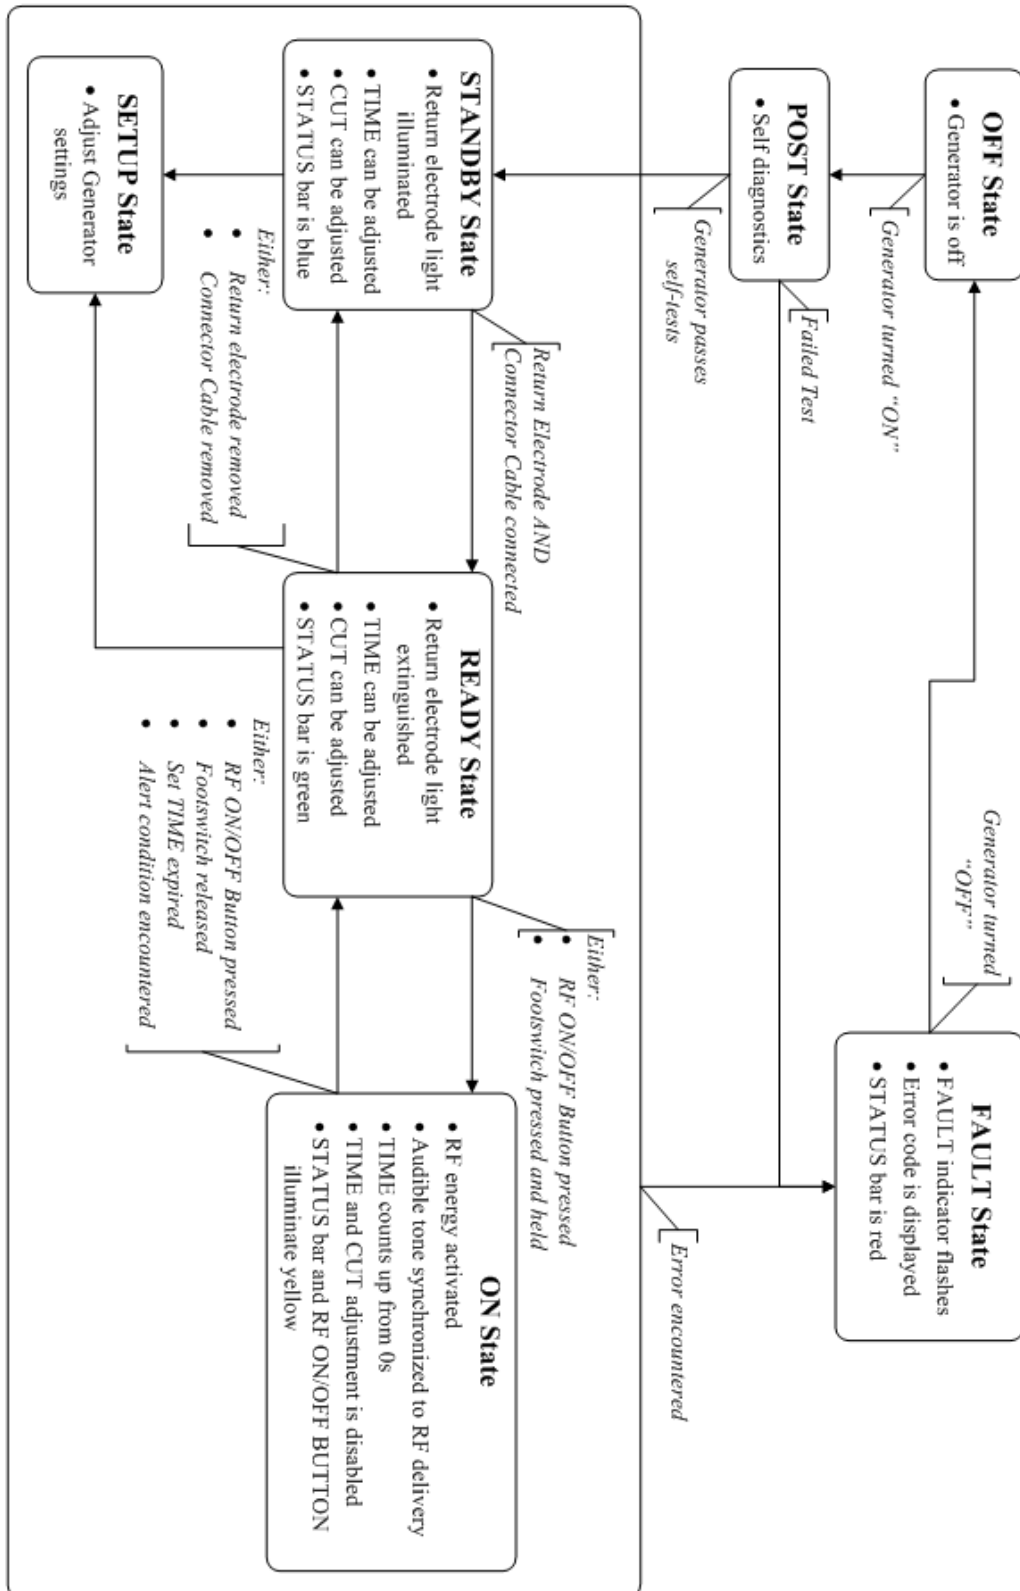 OFF State
• Generator is off
Generator turned "ON"
POST State
• Self diagnostics
Failed Test
Generator passes
self-tests
Generator turned
"OFF"
FAULT State
• FAULT indicator flashes
• Error code is displayed
• STATUS bar is red
Error encountered
STANDBY State
• Return electrode light
illuminated
• TIME can be adjusted
• CUT can be adjusted
• STATUS bar is blue
Return Electrode AND
Connector Cable connected
Either:
• Return electrode removed
• Connector Cable removed
READY State
• Return electrode light
extinguished
• TIME can be adjusted
• CUT can be adjusted
• STATUS bar is green
Either:
• RF ON/OFF Button pressed
• Footswitch pressed and held
Either:
• RF ON/OFF Button pressed
• Footswitch released
• Set TIME expired
• Alert condition encountered
ON State
• RF energy activated
• Audible tone synchronized to RF delivery
• TIME counts up from 0s
• TIME and CUT adjustment is disabled
• STATUS bar and RF ON/OFF BUTTON
illuminate yellow
SETUP State
• Adjust Generator
settings